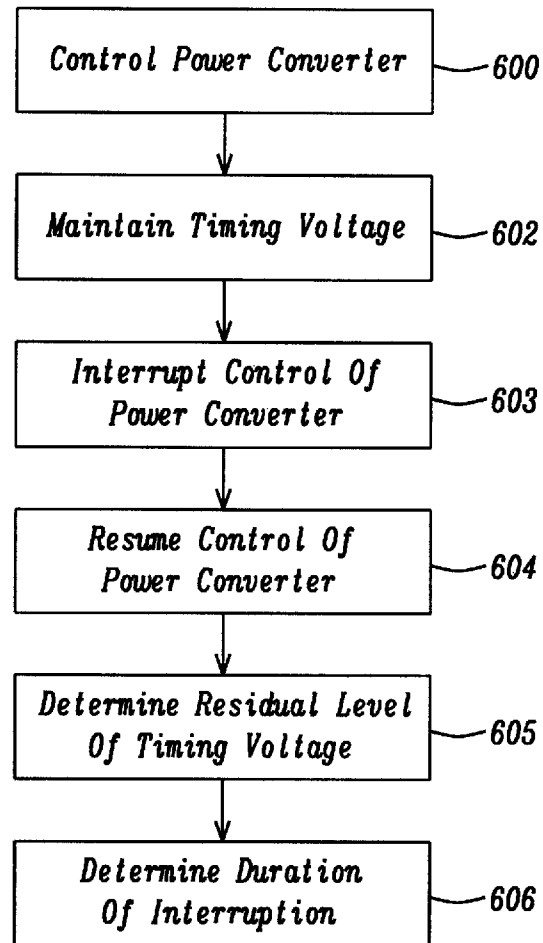 Control Power Converter
600
Maintain Timing Voltage
602
Interrupt Control Of
Power Converter
603
Resume Control Of
Power Converter
604
Determine Residual Level
Of Timing Voltage
605
Determine Duration
Of Interruption
606